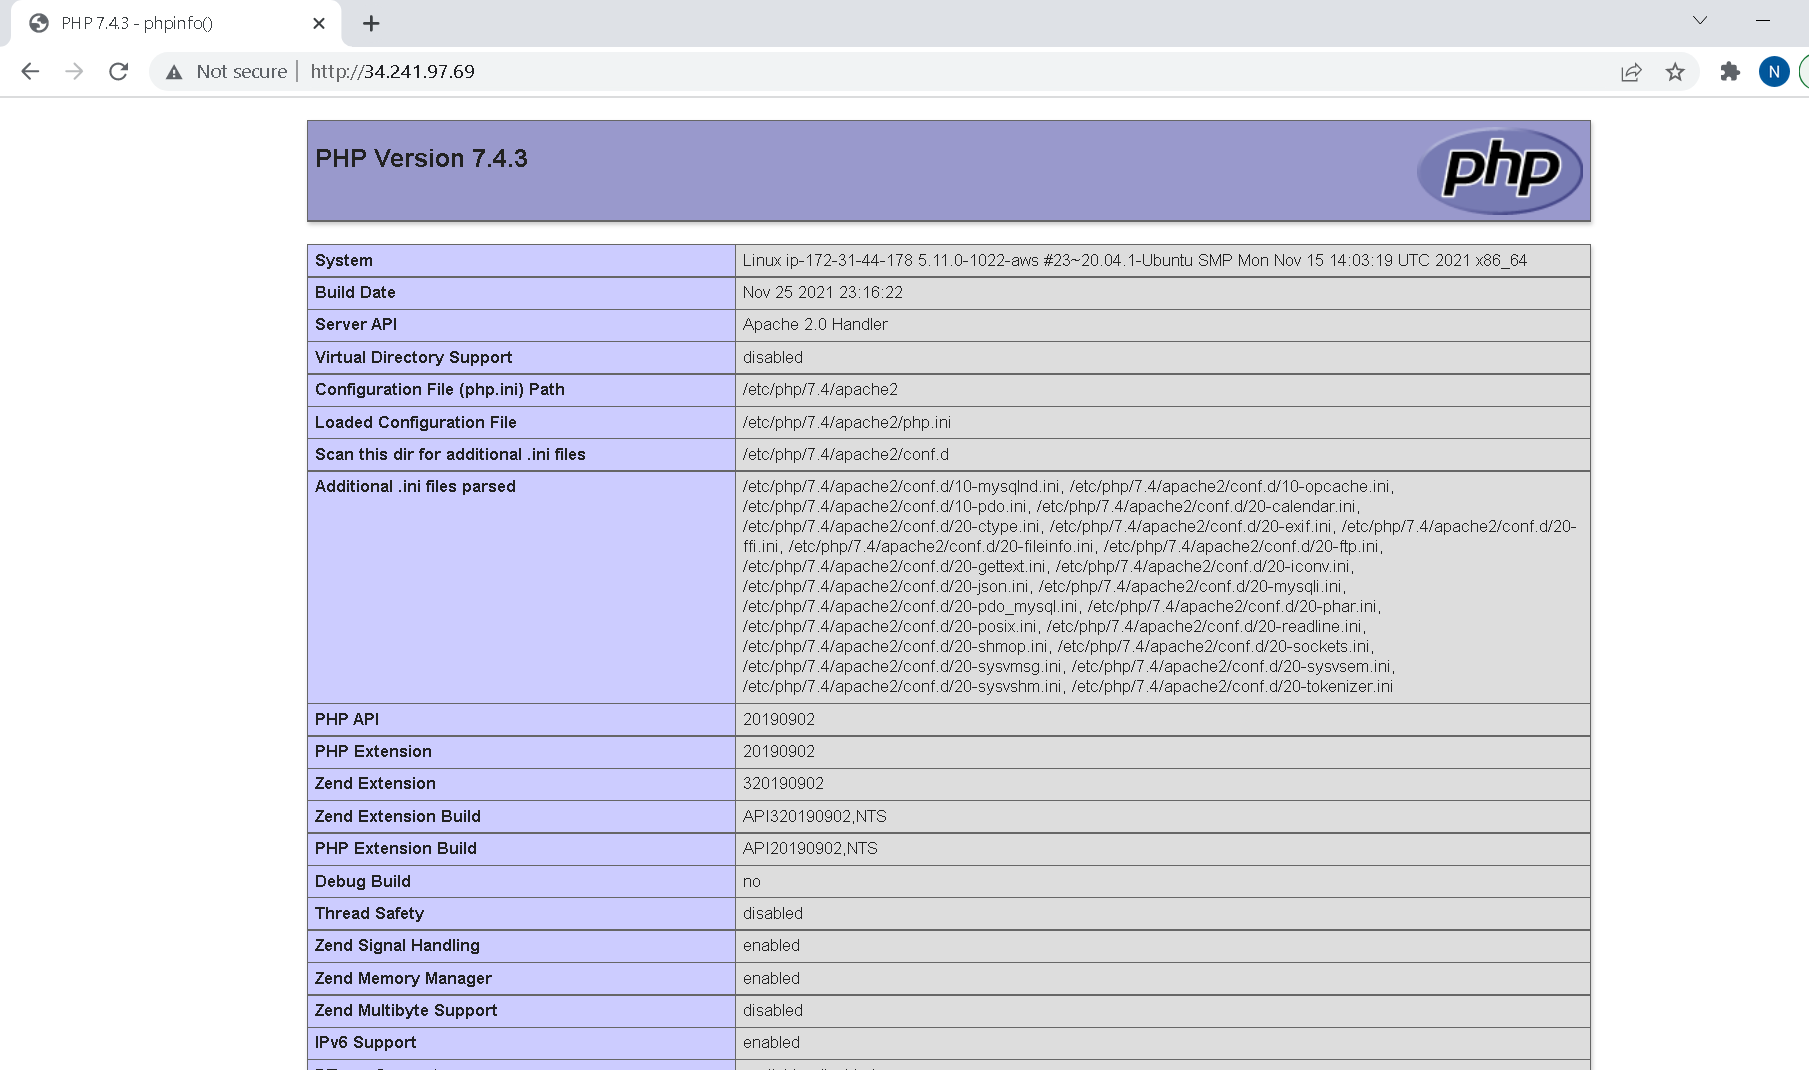 PHP 7.4.3 - phpinfo()
Not secure
http://34.241.97.69
N
PHP Version 7.4.3
php
System
Linux ip-172-31-44-178 5.11.0-1022-aws #23~20.04.1-Ubuntu SMP Mon Nov 15 14:03:19 UTC 2021 x86_64
Build Date
Nov 25 2021 23:16:22
Server API
Apache 2.0 Handler
Virtual Directory Support
disabled
Configuration File (php.ini) Path
/etc/php/7.4/apache2
Loaded Configuration File
/etc/php/7.4/apache2/php.ini
Scan this dir for additional .ini files
/etc/php/7.4/apache2/conf.d
Additional .ini files parsed
/etc/php/7.4/apache2/conf.d/10-mysqlnd.ini, /etc/php/7.4/apache2/conf.d/10-opcache.ini,
/etc/php/7.4/apache2/conf.d/10-pdo.ini, /etc/php/7.4/apache2/conf.d/20-calendar.ini,
/etc/php/7.4/apache2/conf.d/20-ctype.ini, /etc/php/7.4/apache2/conf.d/20-exif.ini, /etc/php/7.4/apache2/conf.d/20-
ffi.ini, /etc/php/7.4/apache2/conf.d/20-fileinfo.ini, /etc/php/7.4/apache2/conf.d/20-ftp.ini,
/etc/php/7.4/apache2/conf.d/20-gettext.ini, /etc/php/7.4/apache2/conf.d/20-iconv.ini,
/etc/php/7.4/apache2/conf.d/20-json.ini, /etc/php/7.4/apache2/conf.d/20-mysqli.ini,
/etc/php/7.4/apache2/conf.d/20-pdo_mysql.ini, /etc/php/7.4/apache2/conf.d/20-phar.ini,
/etc/php/7.4/apache2/conf.d/20-posix.ini, /etc/php/7.4/apache2/conf.d/20-readline.ini,
/etc/php/7.4/apache2/conf.d/20-shmop.ini, /etc/php/7.4/apache2/conf.d/20-sockets.ini,
/etc/php/7.4/apache2/conf.d/20-sysvmsg.ini, /etc/php/7.4/apache2/conf.d/20-sysvsem.ini,
/etc/php/7.4/apache2/conf.d/20-sysvshm.ini, /etc/php/7.4/apache2/conf.d/20-tokenizer.ini
PHP API
20190902
PHP Extension
20190902
Zend Extension
320190902
Zend Extension Build
API320190902,NTS
PHP Extension Build
API20190902,NTS
Debug Build
no
Thread Safety
disabled
Zend Signal Handling
enabled
Zend Memory Manager
enabled
Zend Multibyte Support
disabled
IPv6 Support
enabled